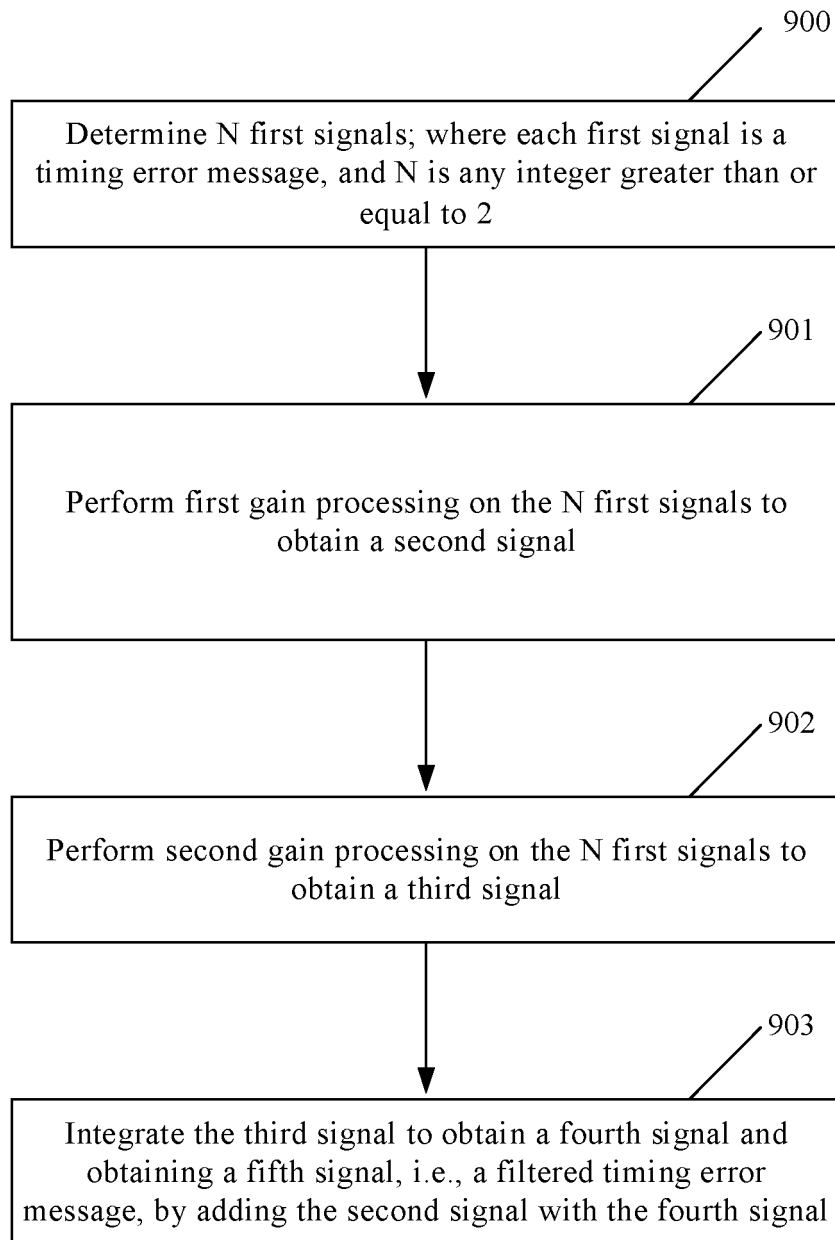 900
Determine N first signals; where each first signal is a
timing error message, and N is any integer greater than or
equal to 2
901
Perform first gain processing on the N first signals to
obtain a second signal
902
Perform second gain processing on the N first signals to
obtain a third signal
903
Integrate the third signal to obtain a fourth signal and
obtaining a fifth signal, i.e., a filtered timing error
message, by adding the second signal with the fourth signal